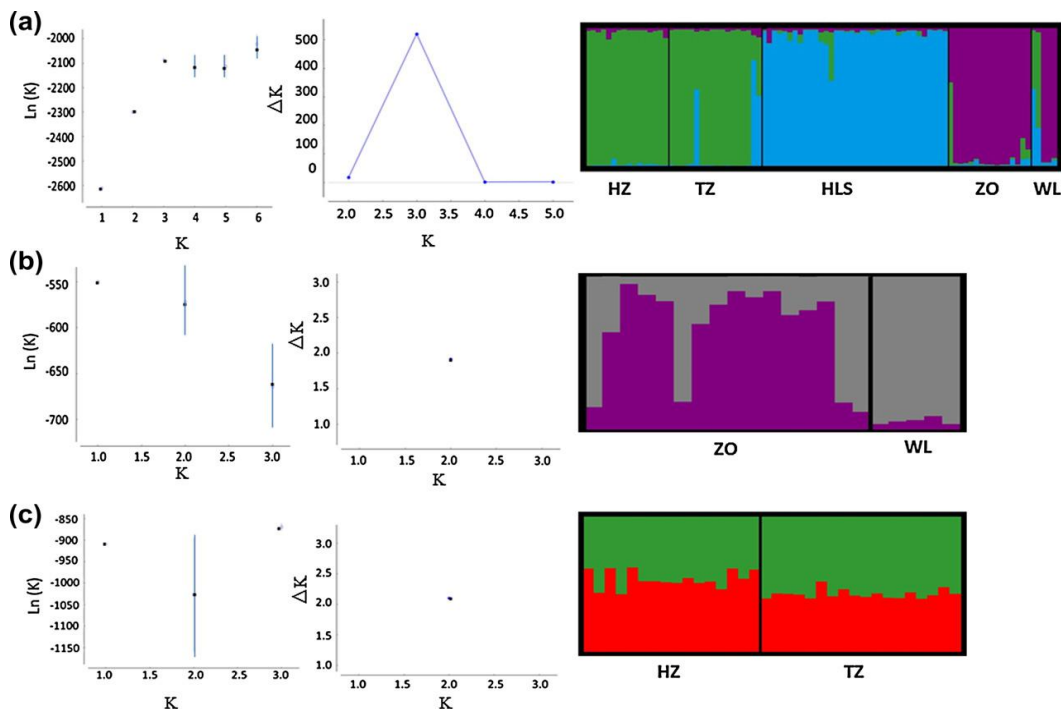 (a)
Ln (K)
-2000
-2100
-2200
-2300
-2400
-2500
-2600
1 2 3 4 5 6
K
△K
500
400
300
400
300
200
100
0
2.0 2.5 3.0 3.5 4.0 4.5 5.0
K
HZ TZ HLS ZO WL
(b)
Ln (K)
-550
-600
-650
-700
1.0 1.5 2.0 2.5 3.0
K
△K
3.0
2.5
2.0
1.5
1.0
1.0 1.5 2.0 2.5 3.0
K
ZO WL
(c)
Ln (K)
-850
-900
-950
-1000
-1050
-1100
-1150
1.0 1.5 2.0 2.5 3.0
K
△K
3.0
2.5
2.0
1.5
1.0
1.0 1.5 2.0 2.5 3.0
K
HZ TZ